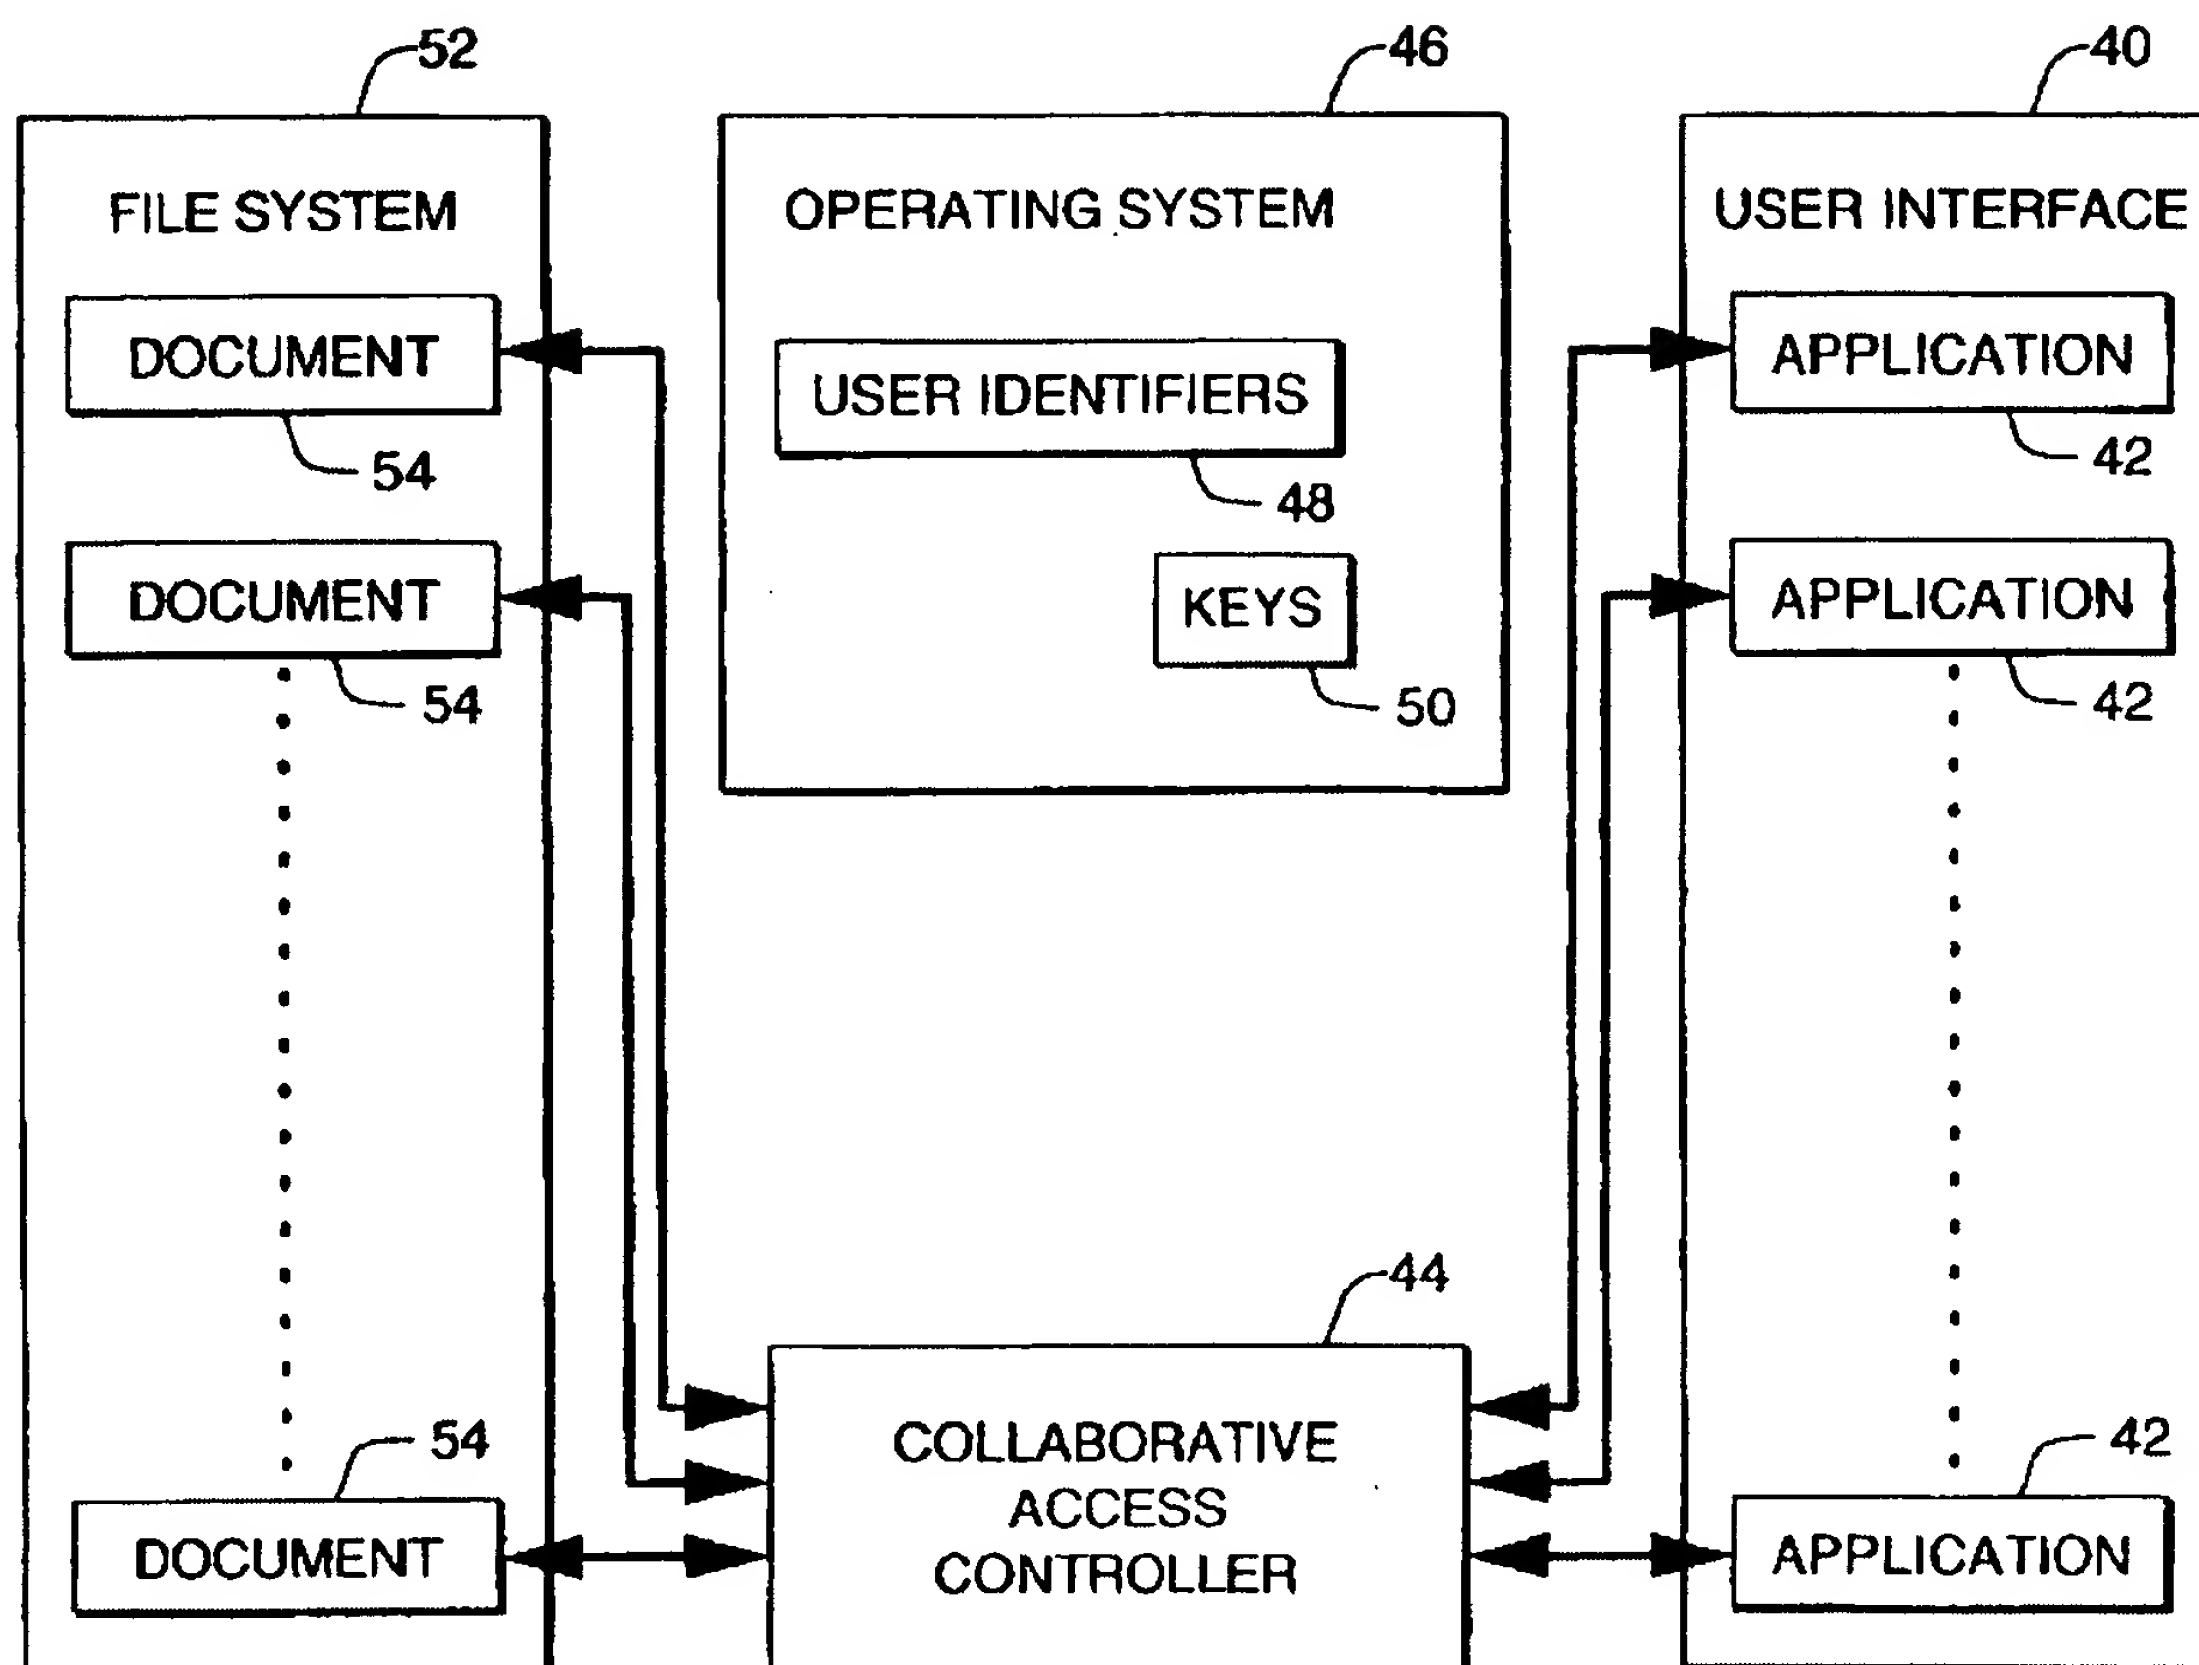 52
46
40
FILE SYSTEM
OPERATING SYSTEM
USER INTERFACE
DOCUMENT
USER IDENTIFIERS
APPLICATION
54
48
42
DOCUMENT
KEYS
APPLICATION
54
50
42
44
54
42
COLLABORATIVE
ACCESS
CONTROLLER
DOCUMENT
APPLICATION